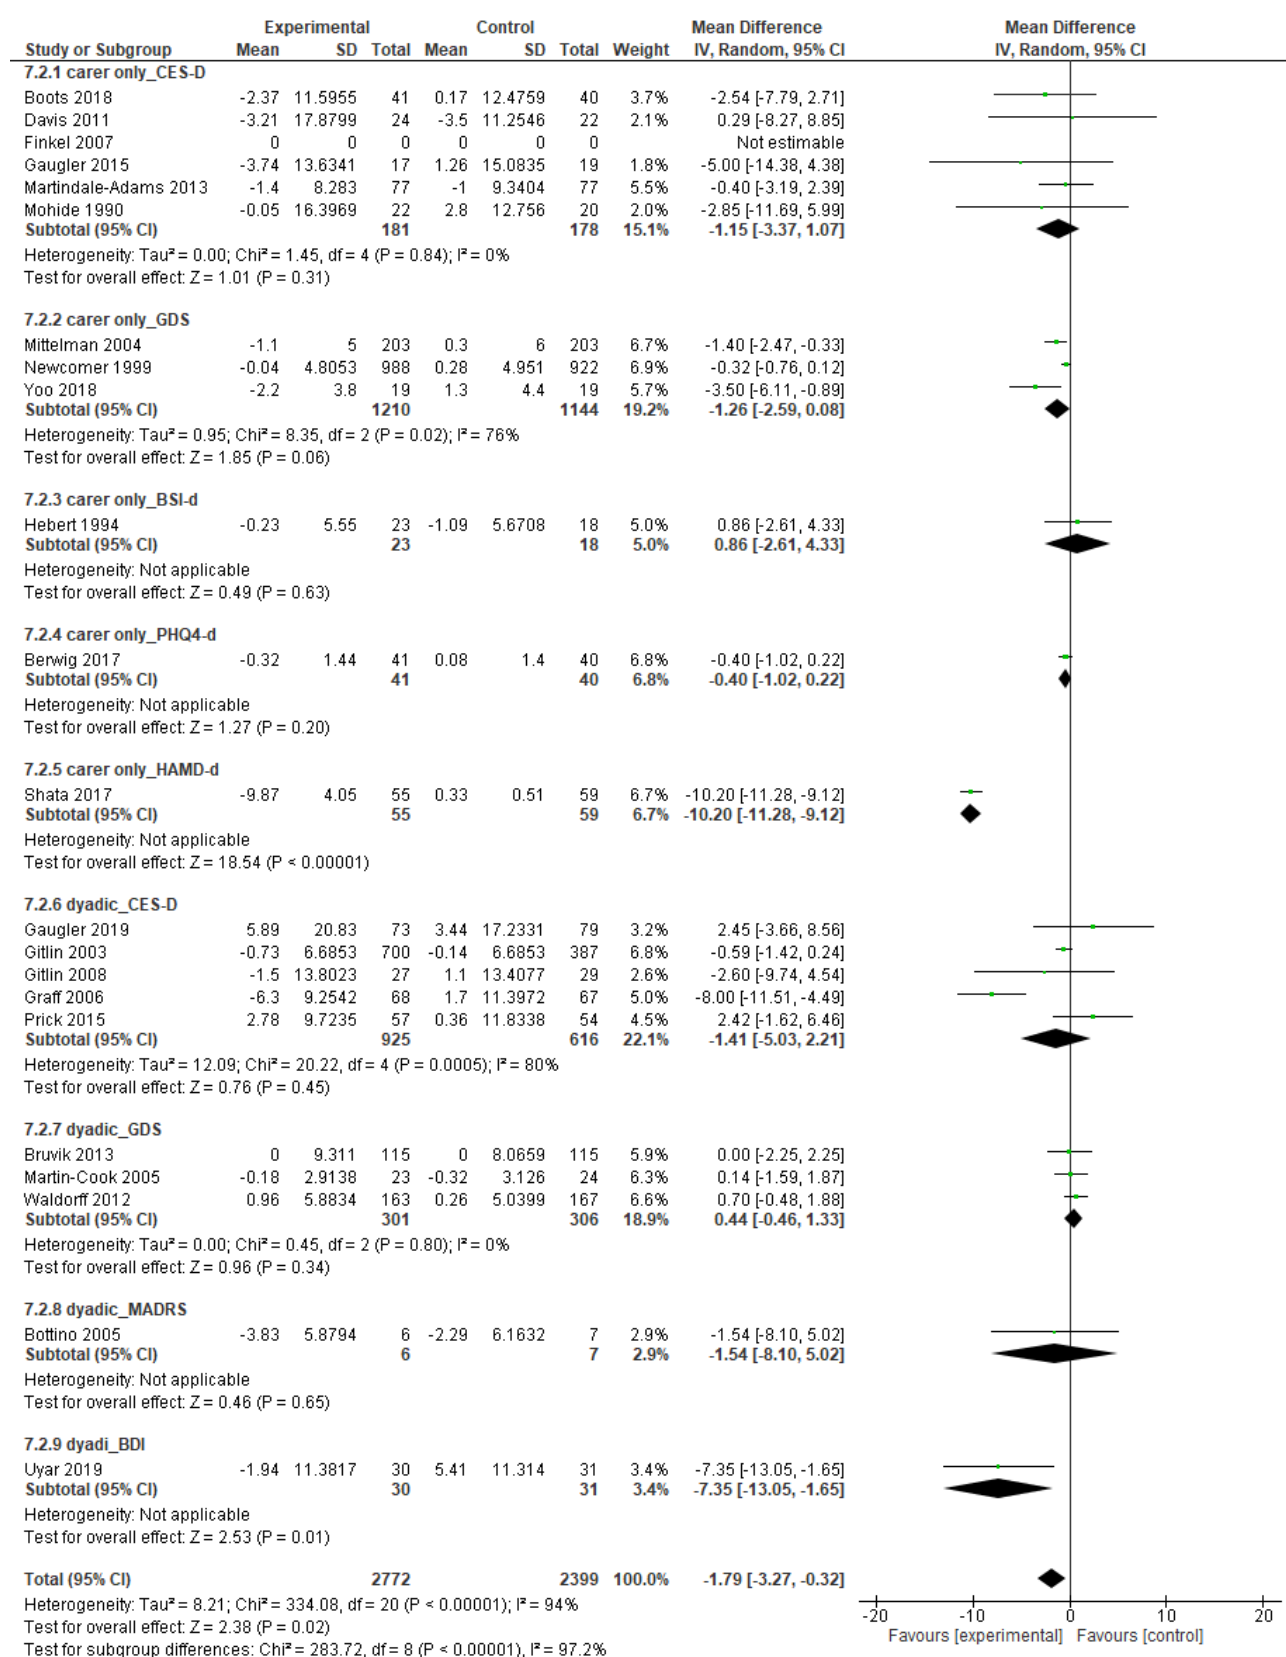 Experimental Control Mean Difference Mean Difference
Study or Subgroup Mean SD Total Mean SD Total Weight IV, Random, 95% CI IV, Random, 95% CI
7.2.1 carer only_CES-D
Boots 2018 -2.37 11.5955 41 0.17 12.4759 40 3.7% -2.54 [-7.79, 2.71]
Davis 2011 -3.21 17.8799 24 -3.5 11.2546 22 2.1% 0.29 [-8.27, 8.85]
Finkel 2007 0 0 0 0 0 0 Not estimable
Gaugler 2015 -3.74 13.6341 17 1.26 15.0835 19 1.8% -5.00 [-14.38, 4.38]
Martindale-Adams 2013 -1.4 8.283 77 -1 9.3404 77 5.5% -0.40 [-3.19, 2.39]
Mohide 1990 -0.05 16.3969 22 2.8 12.756 20 2.0% -2.85 [-11.69, 5.99]
Subtotal (95% CI) 181 178 15.1% -1.15 [-3.37, 1.07]
Heterogeneity: Tau² = 0.00; Chi² = 1.45, df = 4 (P = 0.84); I² = 0%
Test for overall effect: Z = 1.01 (P = 0.31)
7.2.2 carer only_GDS
Mittelman 2004 -1.1 5 203 0.3 6 203 6.7% -1.40 [-2.47, -0.33]
Newcomer 1999 -0.04 4.8053 988 0.28 4.951 922 6.9% -0.32 [-0.76, 0.12]
Yoo 2018 -2.2 3.8 19 1.3 4.4 19 5.7% -3.50 [-6.11, -0.89]
Subtotal (95% CI) 1210 1144 19.2% -1.26 [-2.59, 0.08]
Heterogeneity: Tau² = 0.95; Chi² = 8.35, df = 2 (P = 0.02); I² = 76%
Test for overall effect: Z = 1.85 (P = 0.06)
7.2.3 carer only_BSI-d
Hebert 1994 -0.23 5.55 23 -1.09 5.6708 18 5.0% 0.86 [-2.61, 4.33]
Subtotal (95% CI) 23 18 5.0% 0.86 [-2.61, 4.33]
Heterogeneity: Not applicable
Test for overall effect: Z = 0.49 (P = 0.63)
7.2.4 carer only_PHQ4-d
Berwig 2017 -0.32 1.44 41 0.08 1.4 40 6.8% -0.40 [-1.02, 0.22]
Subtotal (95% CI) 41 40 6.8% -0.40 [-1.02, 0.22]
Heterogeneity: Not applicable
Test for overall effect: Z = 1.27 (P = 0.20)
7.2.5 carer only_HAMD-d
Shata 2017 -9.87 4.05 55 0.33 0.51 59 6.7% -10.20 [-11.28, -9.12]
Subtotal (95% CI) 55 59 6.7% -10.20 [-11.28, -9.12]
Heterogeneity: Not applicable
Test for overall effect: Z = 18.54 (P < 0.00001)
7.2.6 dyadic_CES-D
Gaugler 2019 5.89 20.83 73 3.44 17.2331 79 3.2% 2.45 [-3.66, 8.56]
Gitlin 2003 -0.73 6.6853 700 -0.14 6.6853 387 6.8% -0.59 [-1.42, 0.24]
Gitlin 2008 -1.5 13.8023 27 1.1 13.4077 29 2.6% -2.60 [-9.74, 4.54]
Graff 2006 -6.3 9.2542 68 1.7 11.3972 67 5.0% -8.00 [-11.51, -4.49]
Prick 2015 2.78 9.7235 57 0.36 11.8338 54 4.5% 2.42 [-1.62, 6.46]
Subtotal (95% CI) 925 616 22.1% -1.41 [-5.03, 2.21]
Heterogeneity: Tau² = 12.09; Chi² = 20.22, df = 4 (P = 0.0005); I² = 80%
Test for overall effect: Z = 0.76 (P = 0.45)
7.2.7 dyadic_GDS
Bruvik 2013 0 9.311 115 0 8.0659 115 5.9% 0.00 [-2.25, 2.25]
Martin-Cook 2005 -0.18 2.9138 23 -0.32 3.126 24 6.3% 0.14 [-1.59, 1.87]
Waldorff 2012 0.96 5.8834 163 0.26 5.0399 167 6.6% 0.70 [-0.48, 1.88]
Subtotal (95% CI) 301 306 18.9% 0.44 [-0.46, 1.33]
Heterogeneity: Tau² = 0.00; Chi² = 0.45, df = 2 (P = 0.80); I² = 0%
Test for overall effect: Z = 0.96 (P = 0.34)
7.2.8 dyadic_MADRS
Bottino 2005 -3.83 5.8794 6 -2.29 6.1632 7 2.9% -1.54 [-8.10, 5.02]
Subtotal (95% CI) 6 7 2.9% -1.54 [-8.10, 5.02]
Heterogeneity: Not applicable
Test for overall effect: Z = 0.46 (P = 0.65)
7.2.9 dyadi_BDI
Uyar 2019 -1.94 11.3817 30 5.41 11.314 31 3.4% -7.35 [-13.05, -1.65]
Subtotal (95% CI) 30 31 3.4% -7.35 [-13.05, -1.65]
Heterogeneity: Not applicable
Test for overall effect: Z = 2.53 (P = 0.01)
Total (95% CI) 2772 2399 100.0% -1.79 [-3.27, -0.32]
Heterogeneity: Tau² = 8.21; Chi² = 334.08, df = 20 (P < 0.00001); I² = 94%
Test for overall effect: Z = 2.38 (P = 0.02)
Test for subgroup differences: Chi² = 283.72, df = 8 (P < 0.00001), I² = 97.2%
-20 -10 0 10 20
Favours [experimental] Favours [control]